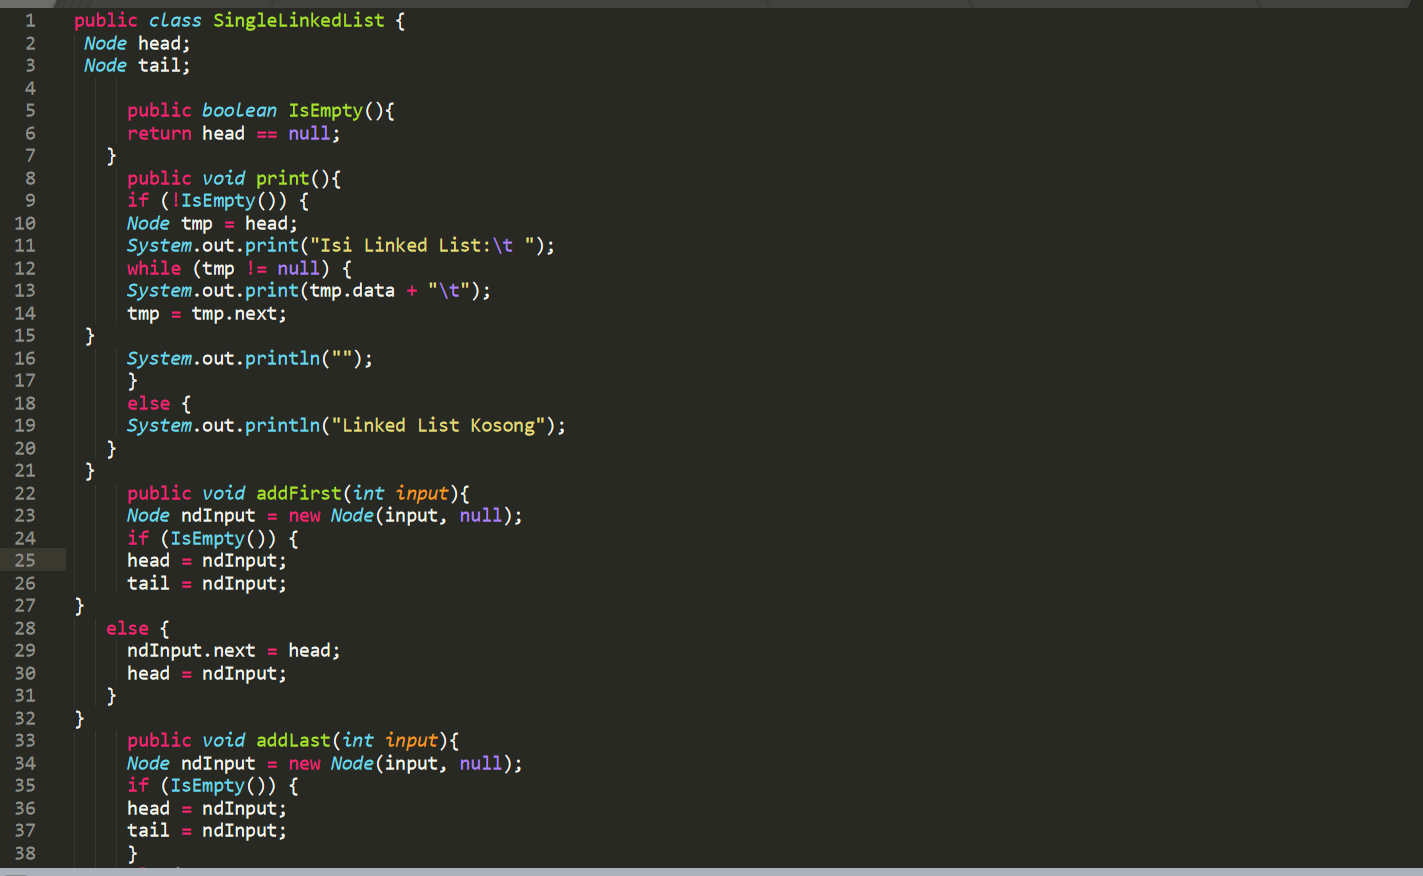 1 public class SingleLinkedList {
2 Node head;
3 Node tail;
4
5 public boolean IsEmpty(){
6 return head == null;
7 }
8 public void print(){
9 if (!IsEmpty()) {
10 Node tmp = head;
11 System.out.print("Isi Linked List:\t ");
12 while (tmp != null) {
13 System.out.print(tmp.data + "\t");
14 tmp = tmp.next;
15 }
16 System.out.println("");
17 }
18 else {
19 System.out.println("Linked List Kosong");
20 }
21 }
22 public void addFirst(int input){
23 Node ndInput = new Node(input, null);
24 if (IsEmpty()) {
25 head = ndInput;
26 tail = ndInput;
27 }
28 else {
29 ndInput.next = head;
30 head = ndInput;
31 }
32 }
33 public void addLast(int input){
34 Node ndInput = new Node(input, null);
35 if (IsEmpty()) {
36 head = ndInput;
37 tail = ndInput;
38 }